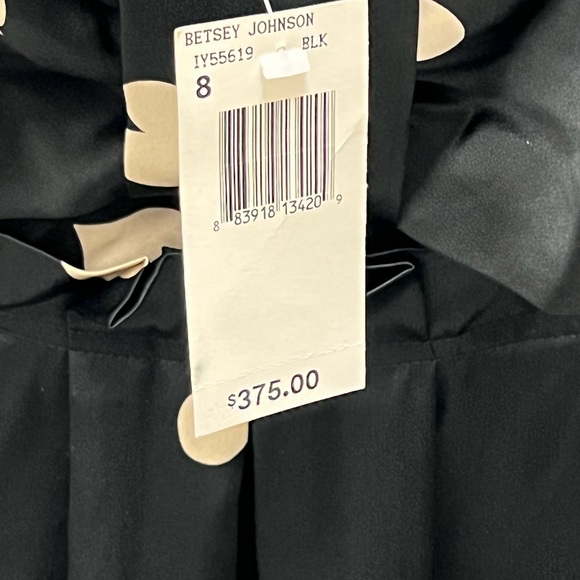 BETSEY JOHNSON
IY55619 BLK
8
8 83918 13420 9
$375.00